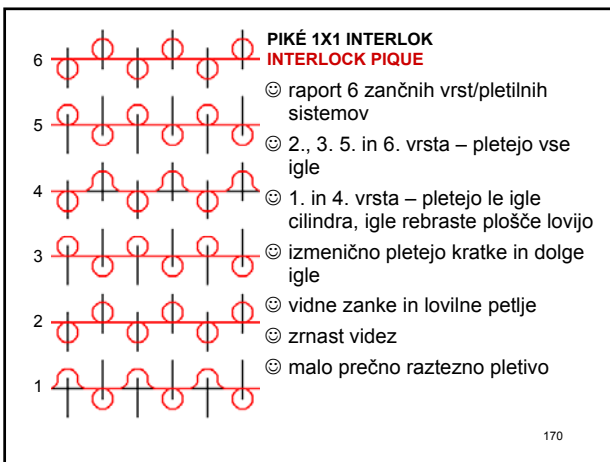 PIKÉ 1X1 INTERLOK
INTERLOCK PIQUE
☺ raport 6 zančnih vrst/pletilnih
sistemov
☺ 2., 3. 5. in 6. vrsta – pletejo vse
igle
☺ 1. in 4. vrsta – pletejo le igle
cilindra, igle rebraste plošče lovijo
☺ izmenično pletejo kratke in dolge
igle
☺ vidne zanke in lovilne petlje
☺ zrnast videz
☺ malo prečno raztezno pletivo
6
5
4
3
2
1
170